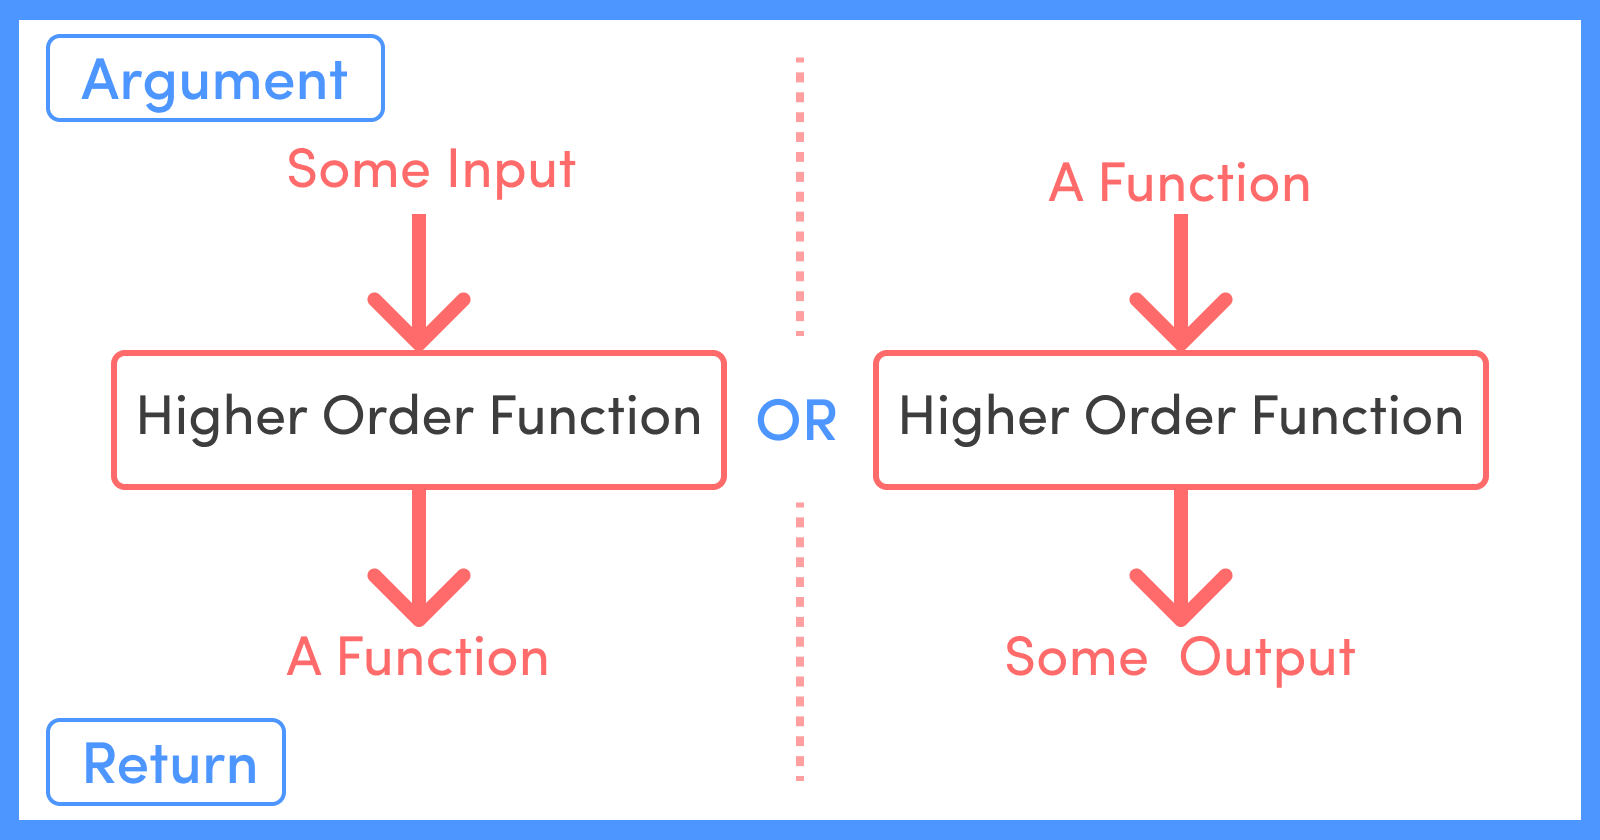 Argument
Some Input
A Function
Higher Order Function
OR
Higher Order Function
A Function
Some Output
Return